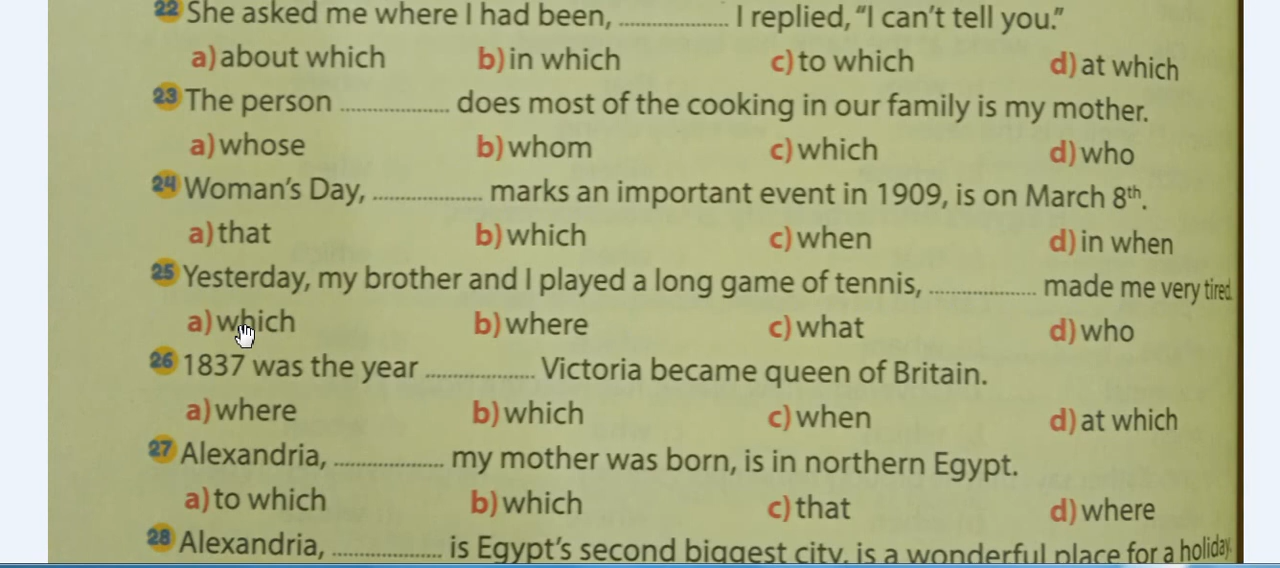 22 She asked me where I had been, .................... I replied, “I can’t tell you.”
a) about which b) in which c) to which d) at which
23 The person .................... does most of the cooking in our family is my mother.
a) whose b) whom c) which d) who
24 Woman’s Day, .................... marks an important event in 1909, is on March 8th.
a) that b) which c) when d) in when
25 Yesterday, my brother and I played a long game of tennis, .................... made me very tired.
a) which b) where c) what d) who
26 1837 was the year .................... Victoria became queen of Britain.
a) where b) which c) when d) at which
27 Alexandria, .................... my mother was born, is in northern Egypt.
a) to which b) which c) that d) where
28 Alexandria, .................... is Egypt’s second biggest city, is a wonderful place for a holiday.